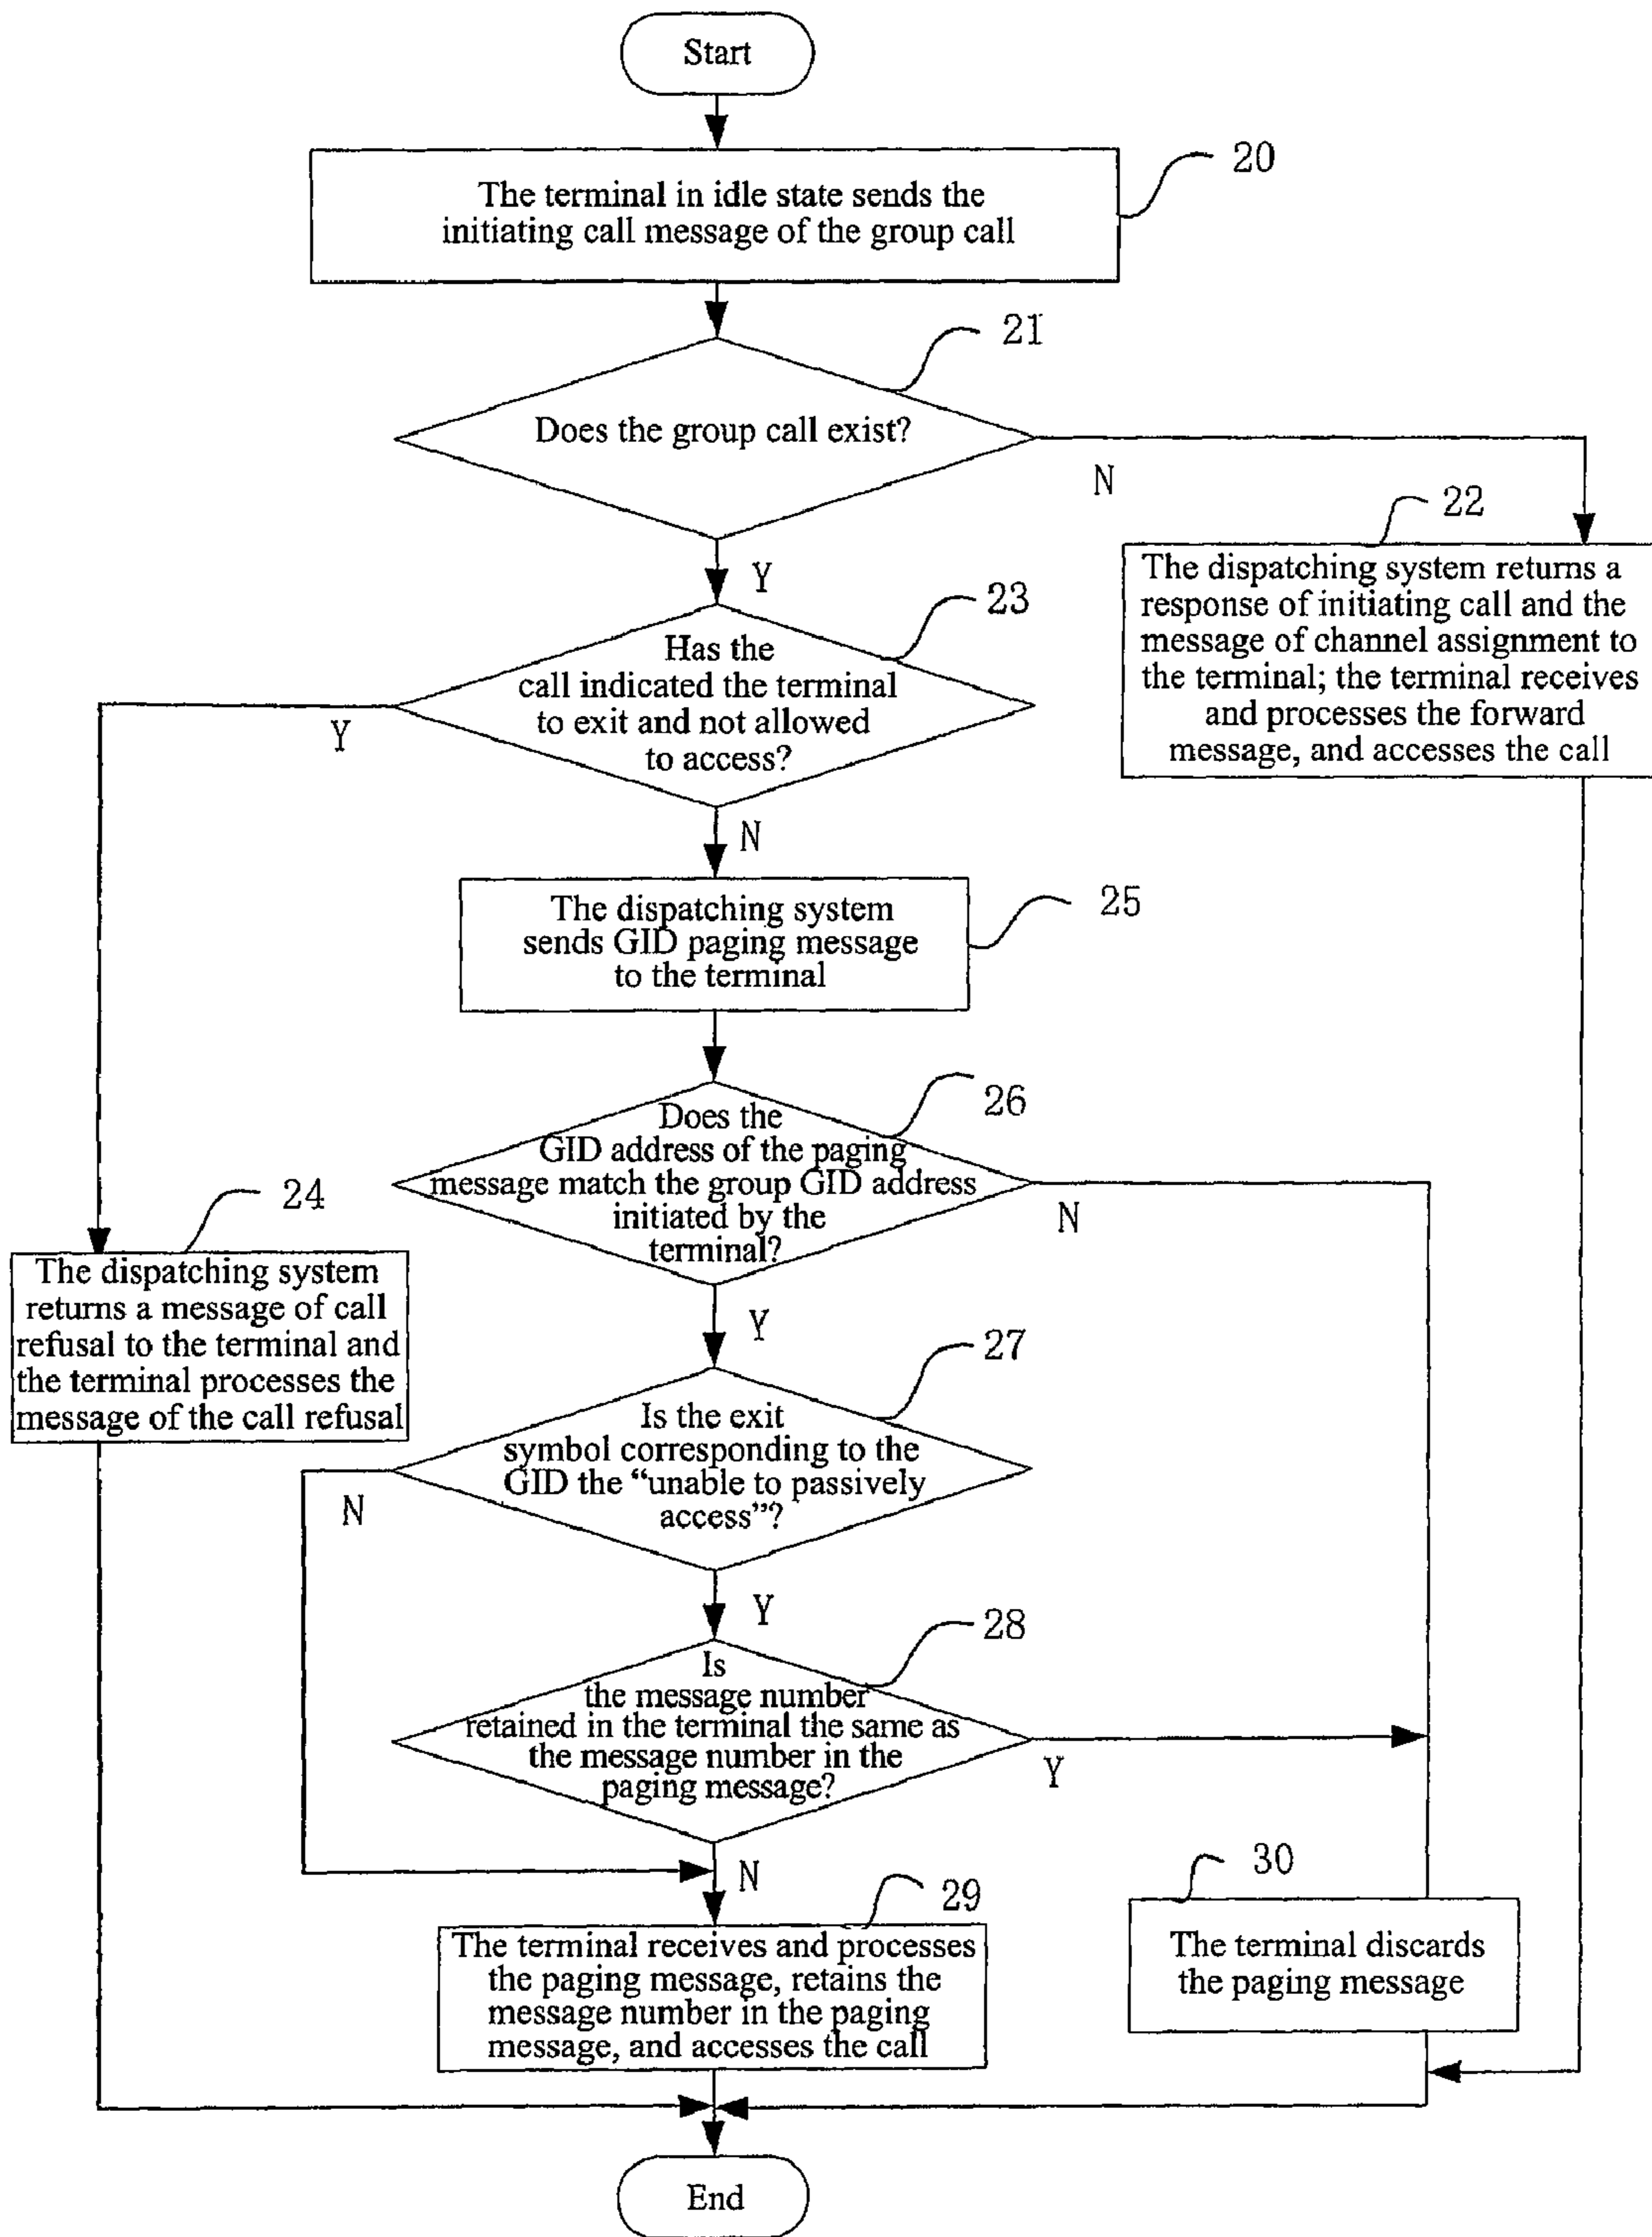 Start
20
The terminal in idle state sends the
initiating call message of the group call
21
Does the group call exist?
N
Y
22
The dispatching system returns a
response of initiating call and the
message of channel assignment to
the terminal; the terminal receives
and processes the forward
message, and accesses the call
23
Has the
call indicated the terminal
to exit and not allowed
to access?
Y
N
25
The dispatching system
sends GID paging message
to the terminal
26
Does the
GID address of the paging
message match the group GID address
initiated by the
terminal?
N
Y
24
The dispatching system
returns a message of call
refusal to the terminal and
the terminal processes the
message of the call refusal
27
Is the exit
symbol corresponding to the
GID the “unable to passively
access”?
N
Y
28
Is
the message number
retained in the terminal the same as
the message number in the
paging message?
Y
N
29
The terminal receives and processes
the paging message, retains the
message number in the paging
message, and accesses the call
30
The terminal discards
the paging message
End